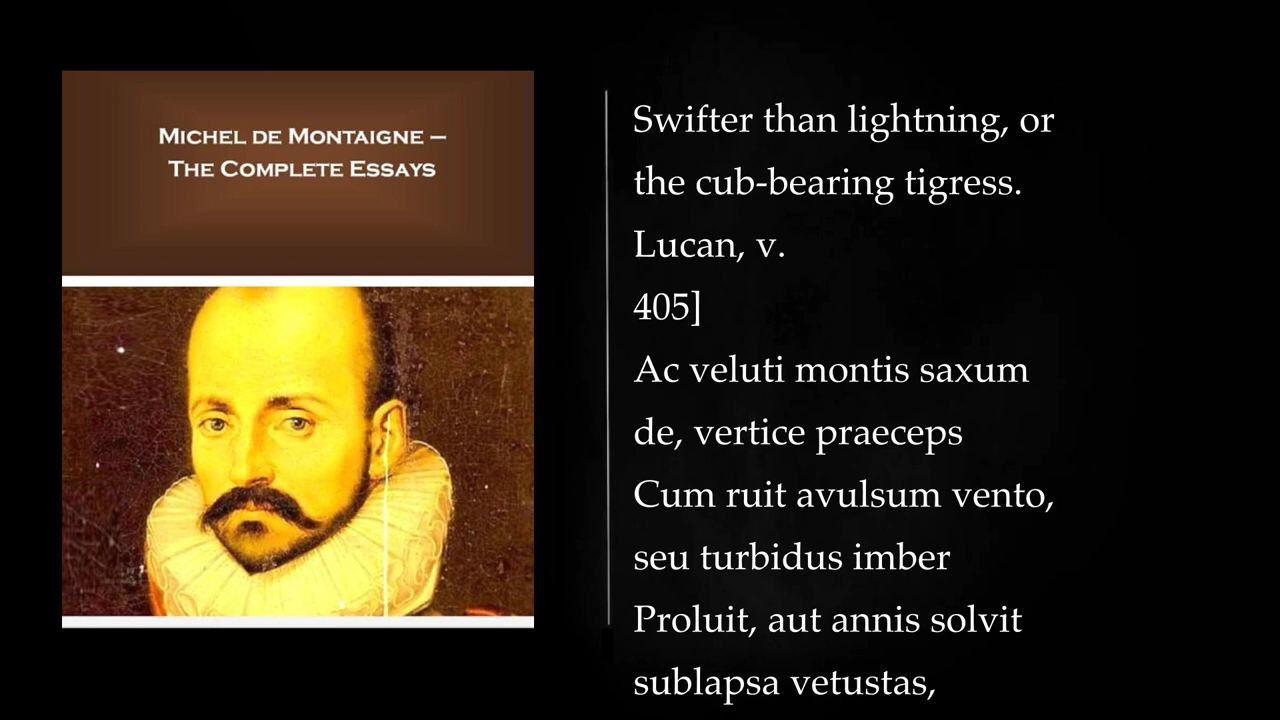 MICHEL DE MONTAIGNE –
THE COMPLETE ESSAYS
Swifter than lightning, or
the cub-bearing tigress.
Lucan, v.
405]
Ac veluti montis saxum
de, vertice praeceps
Cum ruit avulsum vento,
seu turbidus imber
Proluit, aut annis solvit
sublapsa vetustas,